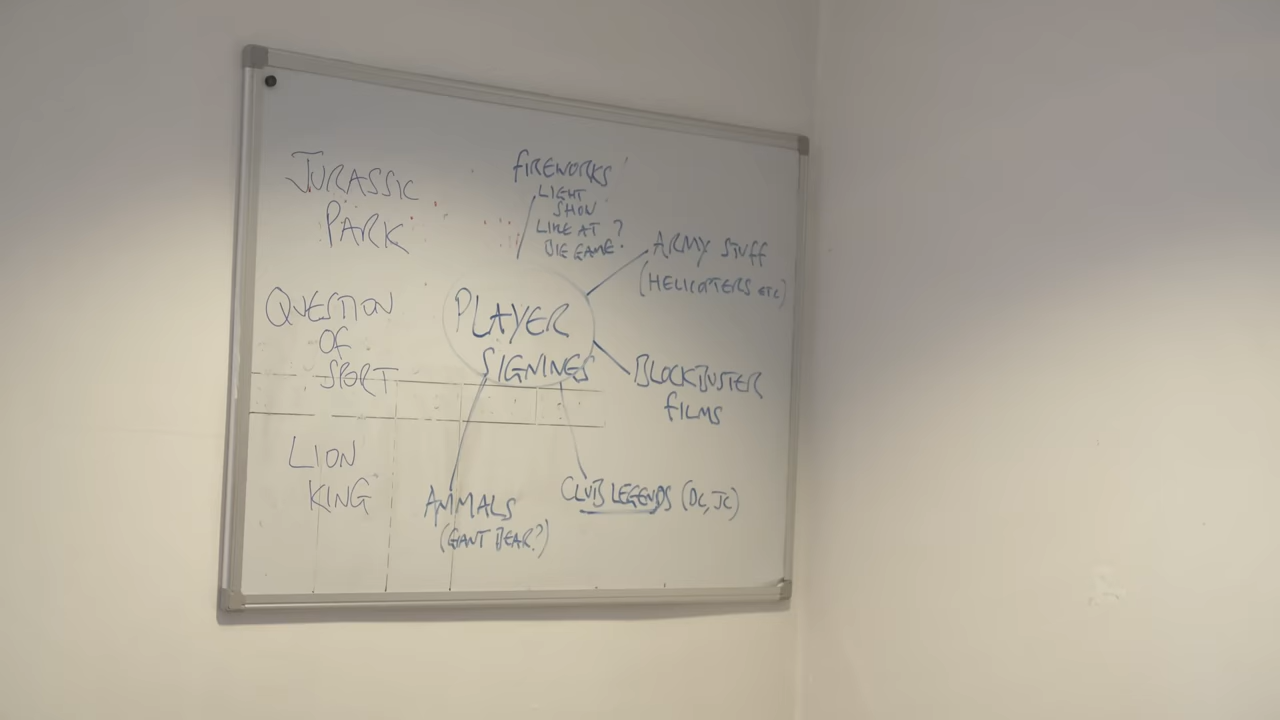 JURASSIC
PARK
QUESTION
OF
SPORT
LION
KING
FIREWORKS
LIGHT
SHOW
LIKE AT
BIG GAME?
ARMY STUFF
(HELICOPTERS ETC)
PLAYER
SIGNINGS
BLOCKBUSTER
FILMS
ANIMALS
(GIANT BEAR?)
CLUB LEGENDS (DC, JC)